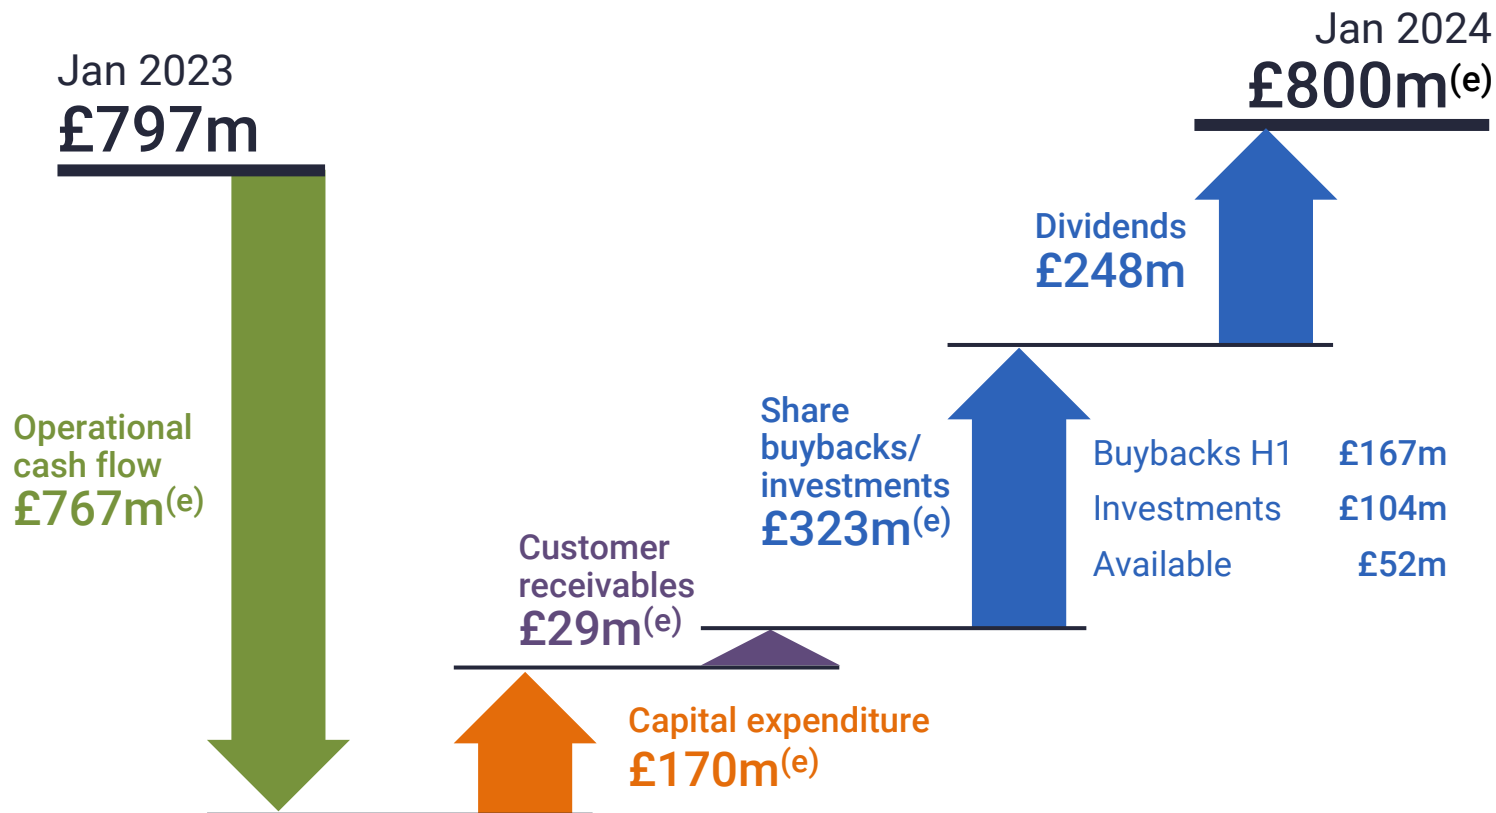 Jan 2023
£797m
Operational
cash flow
£767m(e)
Capital expenditure
£170m(e)
Customer
receivables
£29m(e)
Share
buybacks/
investments
£323m(e)
Buybacks H1 £167m
Investments £104m
Available £52m
Dividends
£248m
Jan 2024
£800m(e)